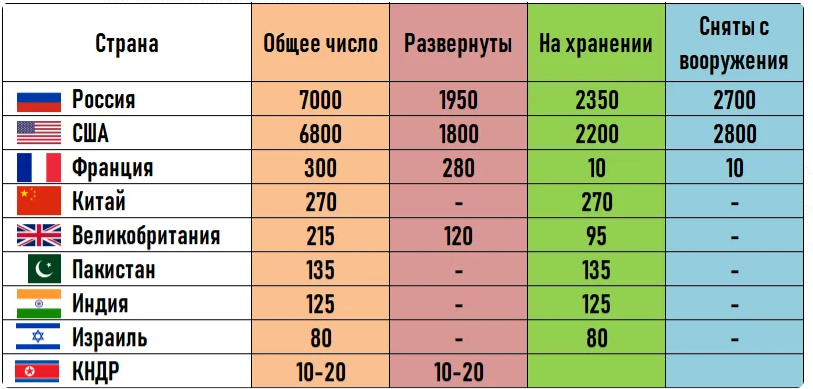 Страна Общее число Развернуты На хранении Сняты с
вооружения
Россия 7000 1950 2350 2700
США 6800 1800 2200 2800
Франция 300 280 10 10
Китай 270 - 270 -
Великобритания 215 120 95 -
Пакистан 135 - 135 -
Индия 125 - 125 -
Израиль 80 - 80 -
КНДР 10-20 10-20